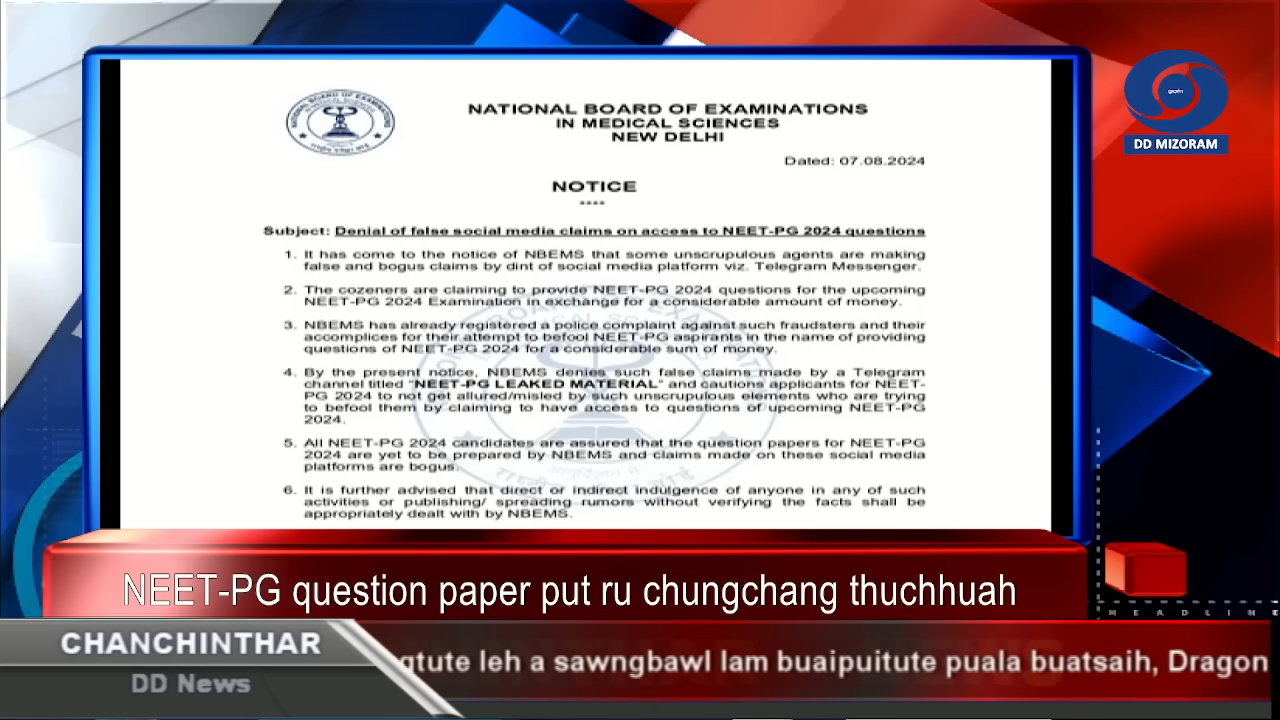 NATIONAL BOARD OF EXAMINATIONS
IN MEDICAL SCIENCES
NEW DELHI
Dated: 07.08.2024
NOTICE
****
Subject: Denial of false social media claims on access to NEET-PG 2024 questions
1. It has come to the notice of NBEMS that some unscrupulous agents are making
false and bogus claims by dint of social media platform viz. Telegram Messenger.
2. The cozeners are claiming to provide NEET-PG 2024 questions for the upcoming
NEET-PG 2024 Examination in exchange for a considerable amount of money.
3. NBEMS has already registered a police complaint against such fraudsters and their
accomplices for their attempt to befool NEET-PG aspirants in the name of providing
questions of NEET-PG 2024 for a considerable sum of money.
4. By the present notice, NBEMS denies such false claims made by a Telegram
channel titled "NEET-PG LEAKED MATERIAL" and cautions applicants for NEET-
PG 2024 to not get allured/misled by such unscrupulous elements who are trying
to befool them by claiming to have access to questions of upcoming NEET-PG
2024.
5. All NEET-PG 2024 candidates are assured that the question papers for NEET-PG
2024 are yet to be prepared by NBEMS and claims made on these social media
platforms are bogus.
6. It is further advised that direct or indirect indulgence of anyone in any of such
activities or publishing/ spreading rumors without verifying the facts shall be
appropriately dealt with by NBEMS.
DD MIZORAM
NEET-PG question paper put ru chungchang thuchhuah
HEADLINE
CHANCHINTHAR
DD News
gtute leh a sawngbawl lam buaipuitute puala buatsaih, Dragon